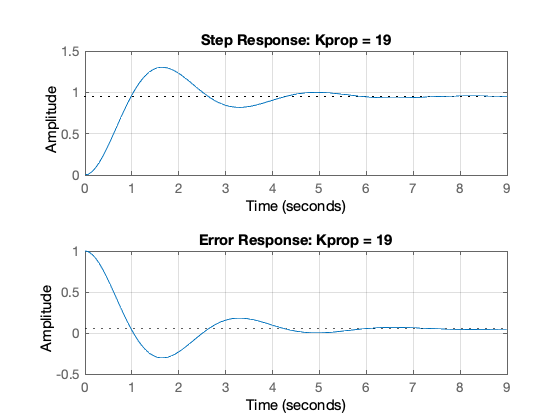 Step Response: Kprop = 19
1.5
1
0.5
0
Amplitude
0 1 2 3 4 5 6 7 8 9
Time (seconds)
Error Response: Kprop = 19
1
0.5
0
-0.5
Amplitude
0 1 2 3 4 5 6 7 8 9
Time (seconds)